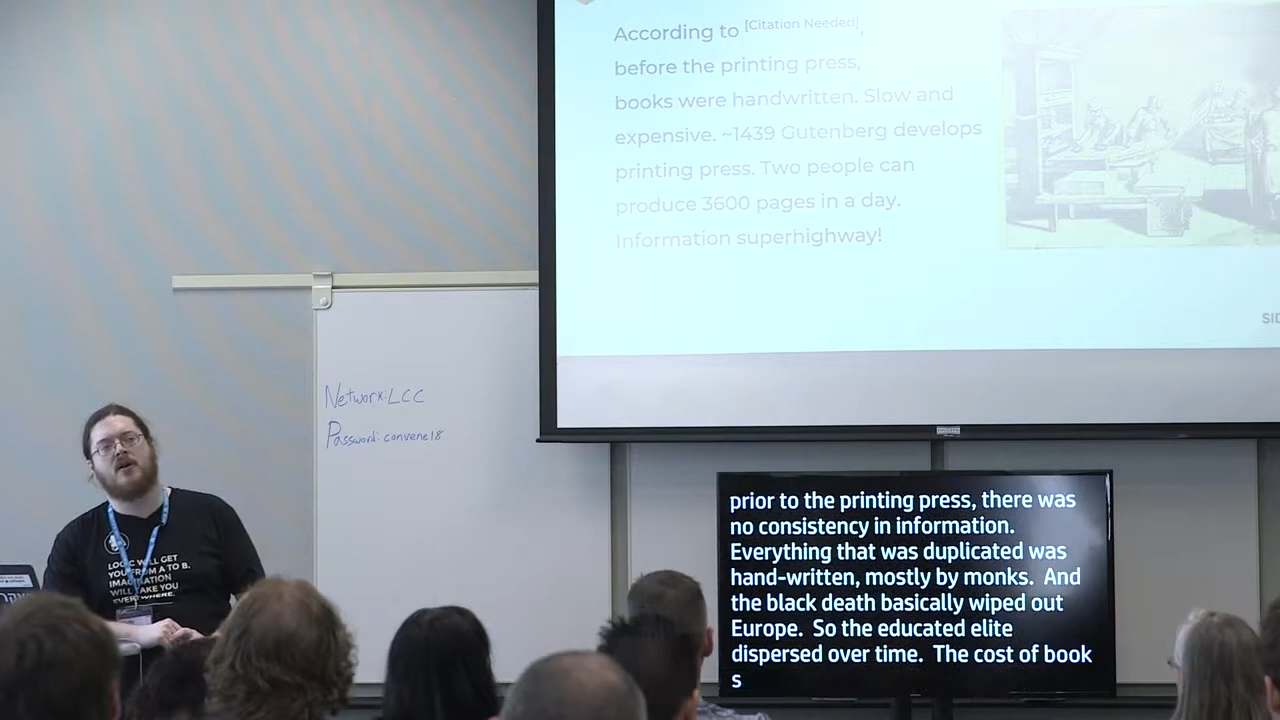 According to [Citation Needed],
before the printing press,
books were handwritten. Slow and
expensive. ~1439 Gutenberg develops
printing press. Two people can
produce 3600 pages in a day.
Information superhighway!
Network: LCC
Password: convene18
LOGIC WILL GET
YOU FROM A TO B.
IMAGINATION
WILL TAKE YOU
EVERYWHERE.
prior to the printing press, there was
no consistency in information.
Everything that was duplicated was
hand-written, mostly by monks. And
the black death basically wiped out
Europe. So the educated elite
dispersed over time. The cost of book
s